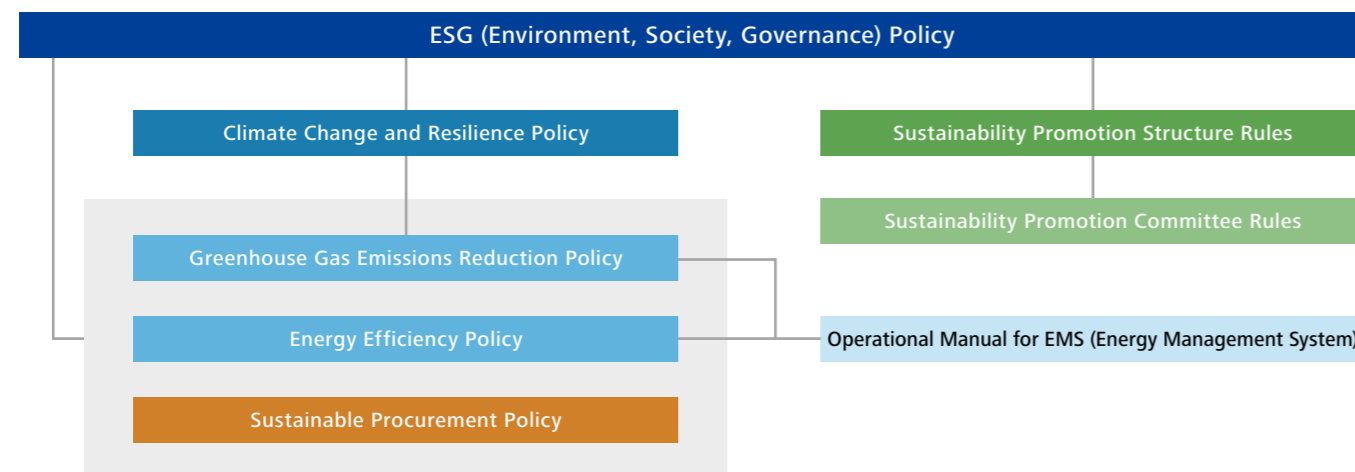 ESG (Environment, Society, Governance) Policy
Climate Change and Resilience Policy
Sustainability Promotion Structure Rules
Sustainability Promotion Committee Rules
Greenhouse Gas Emissions Reduction Policy
Energy Efficiency Policy
Operational Manual for EMS (Energy Management System)
Sustainable Procurement Policy